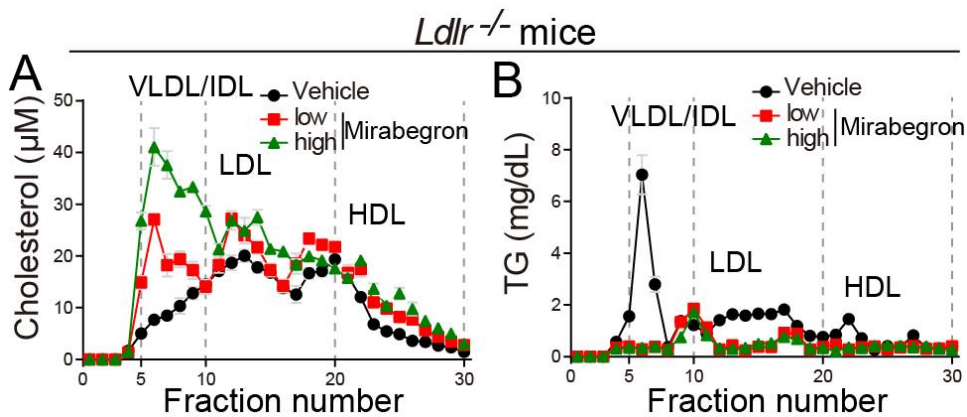 Ldlr -/- mice
A
VLDL/IDL
Vehicle
low
high
Mirabegron
LDL
HDL
Cholesterol (µM)
50
40
30
20
10
0
0
5
10
20
30
Fraction number
B
VLDL/IDL
Vehicle
low
high
Mirabegron
LDL
HDL
TG (mg/dL)
10
8
6
4
2
0
0
5
10
20
30
Fraction number